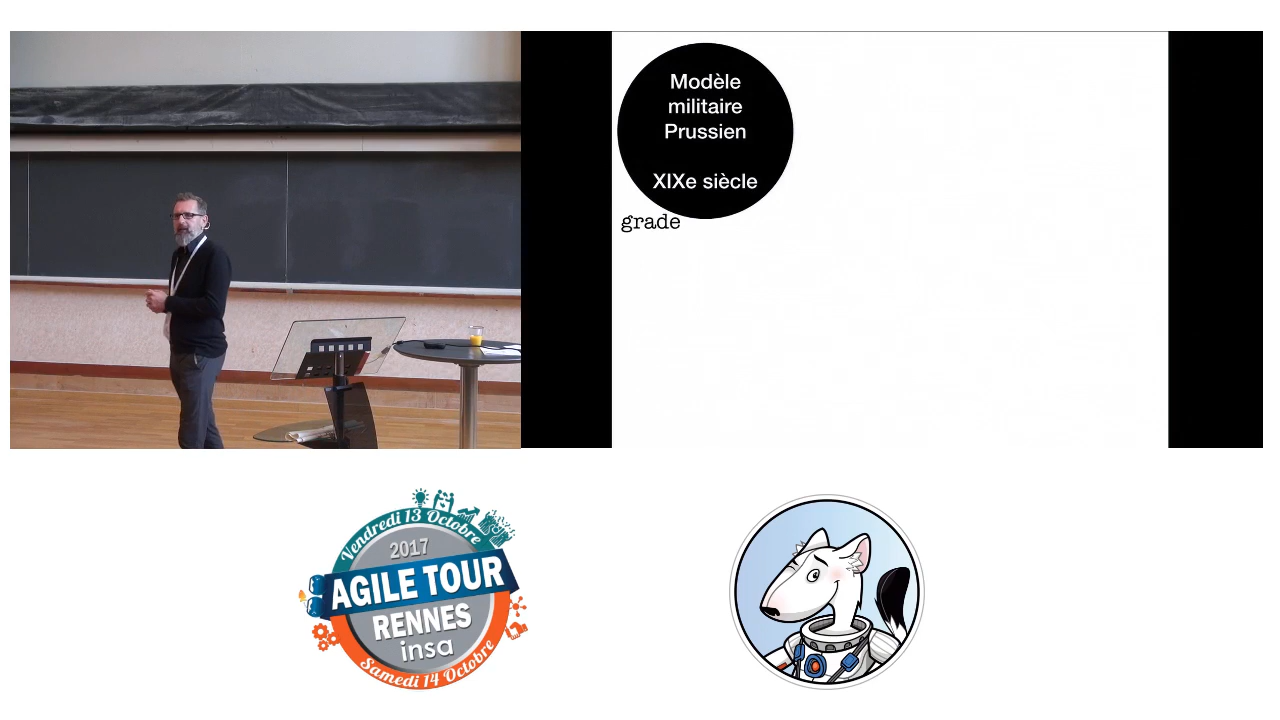 Modèle
militaire
Prussien
XIXe siècle
grade
Vendredi 13 Octobre
2017
AGILE TOUR
RENNES
insa
Samedi 14 Octobre